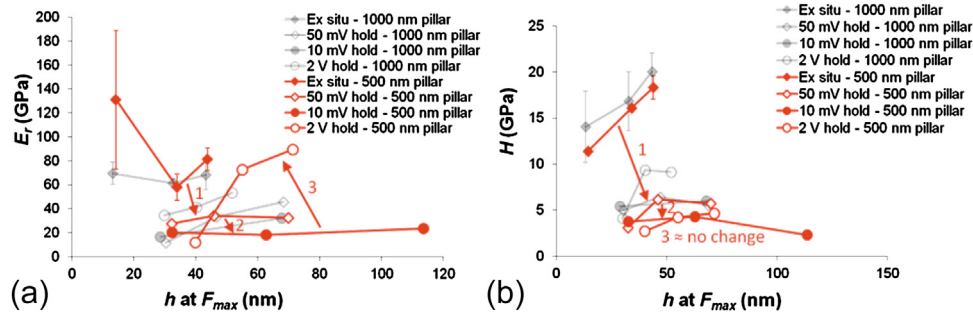 200
180
160
140
120
100
80
60
40
20
0
E_r (GPa)
Ex situ - 1000 nm pillar
50 mV hold - 1000 nm pillar
10 mV hold - 1000 nm pillar
2 V hold - 1000 nm pillar
Ex situ - 500 nm pillar
50 mV hold - 500 nm pillar
10 mV hold - 500 nm pillar
2 V hold - 500 nm pillar
1
2
3
0 20 40 60 80 100 120
h at F_max (nm)
(a)
25
20
15
10
5
0
H (GPa)
Ex situ - 1000 nm pillar
50 mV hold - 1000 nm pillar
10 mV hold - 1000 nm pillar
2 V hold - 1000 nm pillar
Ex situ - 500 nm pillar
50 mV hold - 500 nm pillar
10 mV hold - 500 nm pillar
2 V hold - 500 nm pillar
1
2
3 ≈ no change
0 50 100 150
h at F_max (nm)
(b)